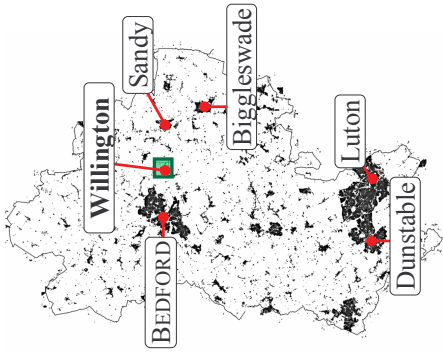 Sandy
Biggleswade
Willington
BEDFORD
Luton
Dunstable